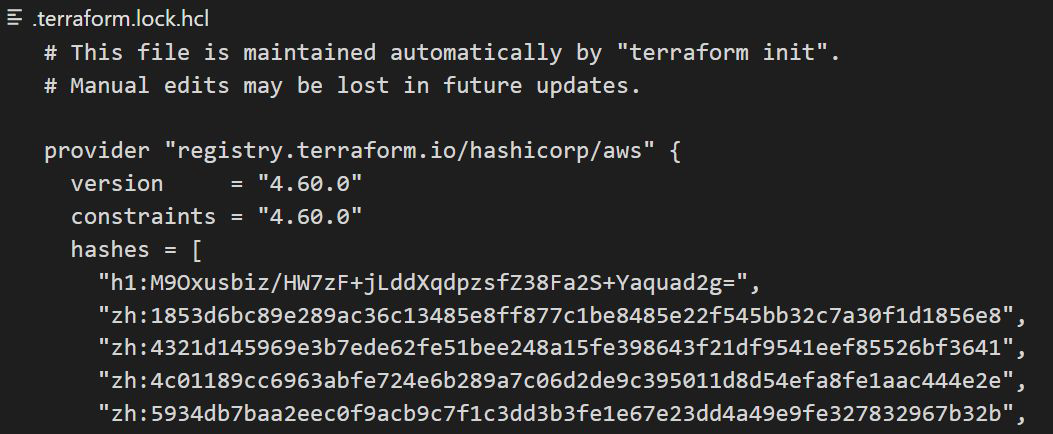 .terraform.lock.hcl
# This file is maintained automatically by "terraform init".
# Manual edits may be lost in future updates.
provider "registry.terraform.io/hashicorp/aws" {
version     = "4.60.0"
constraints = "4.60.0"
hashes = [
"h1:M9Oxusbiz/HW7zF+jLddXqdpzsfZ38Fa2S+Yaquad2g=",
"zh:1853d6bc89e289ac36c13485e8ff877c1be8485e22f545bb32c7a30f1d1856e8",
"zh:4321d145969e3b7ede62fe51bee248a15fe398643f21df9541eef85526bf3641",
"zh:4c01189cc6963abfe724e6b289a7c06d2de9c395011d8d54efa8fe1aac444e2e",
"zh:5934db7baa2eec0f9acb9c7f1c3dd3b3fe1e67e23dd4a49e9fe327832967b32b",